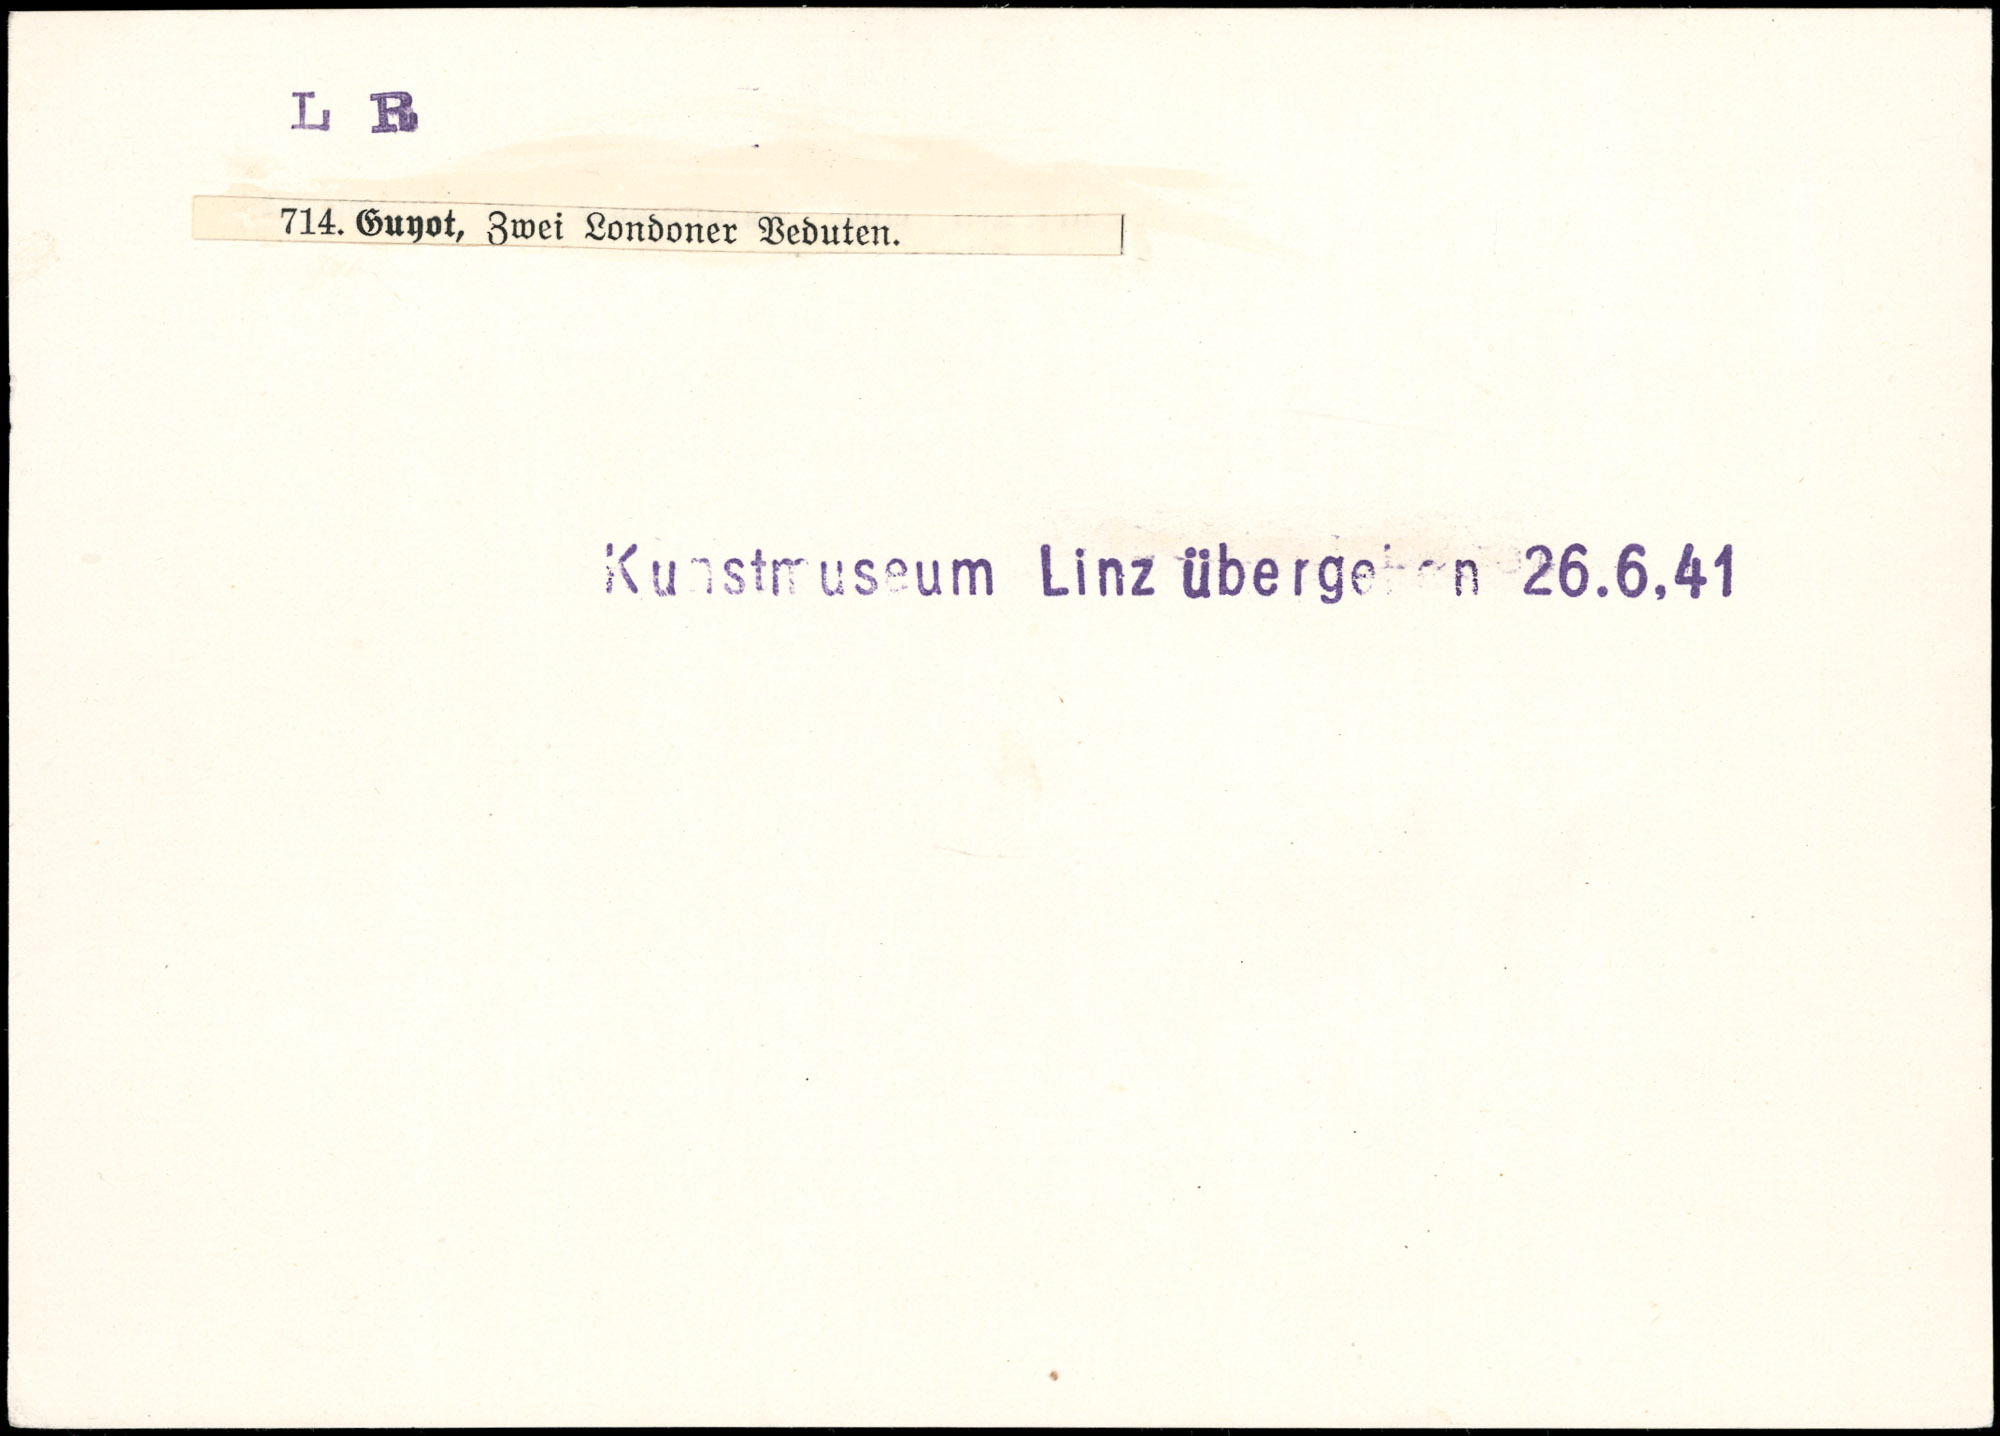 L R
714. Guyot, Zwei Londoner Veduten.
Kunstmuseum Linz übergeben 26.6.41